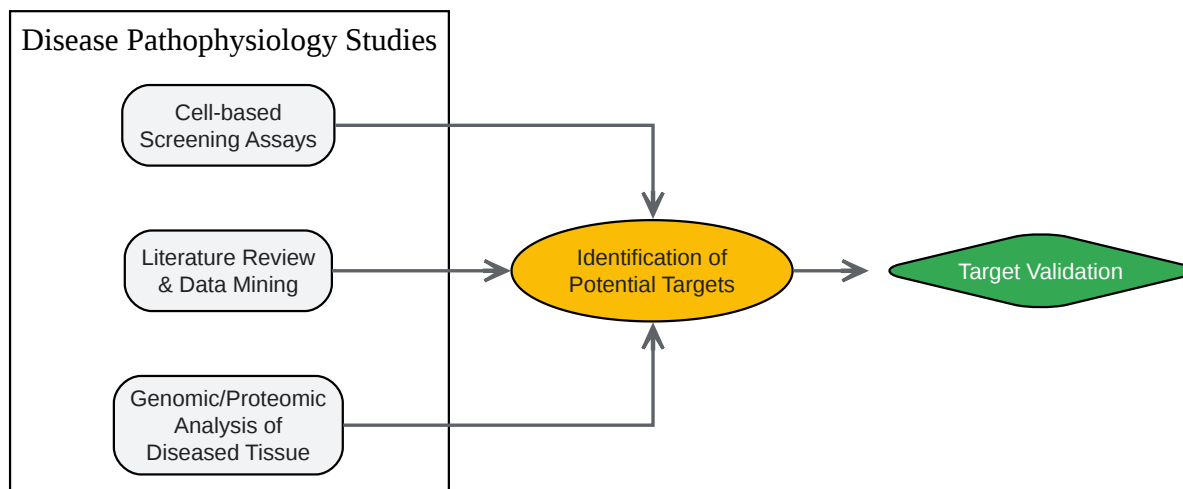 Disease Pathophysiology Studies
Cell-based
Screening Assays
Literature Review
& Data Mining
Genomic/Proteomic
Analysis of
Diseased Tissue
Identification of
Potential Targets
Target Validation